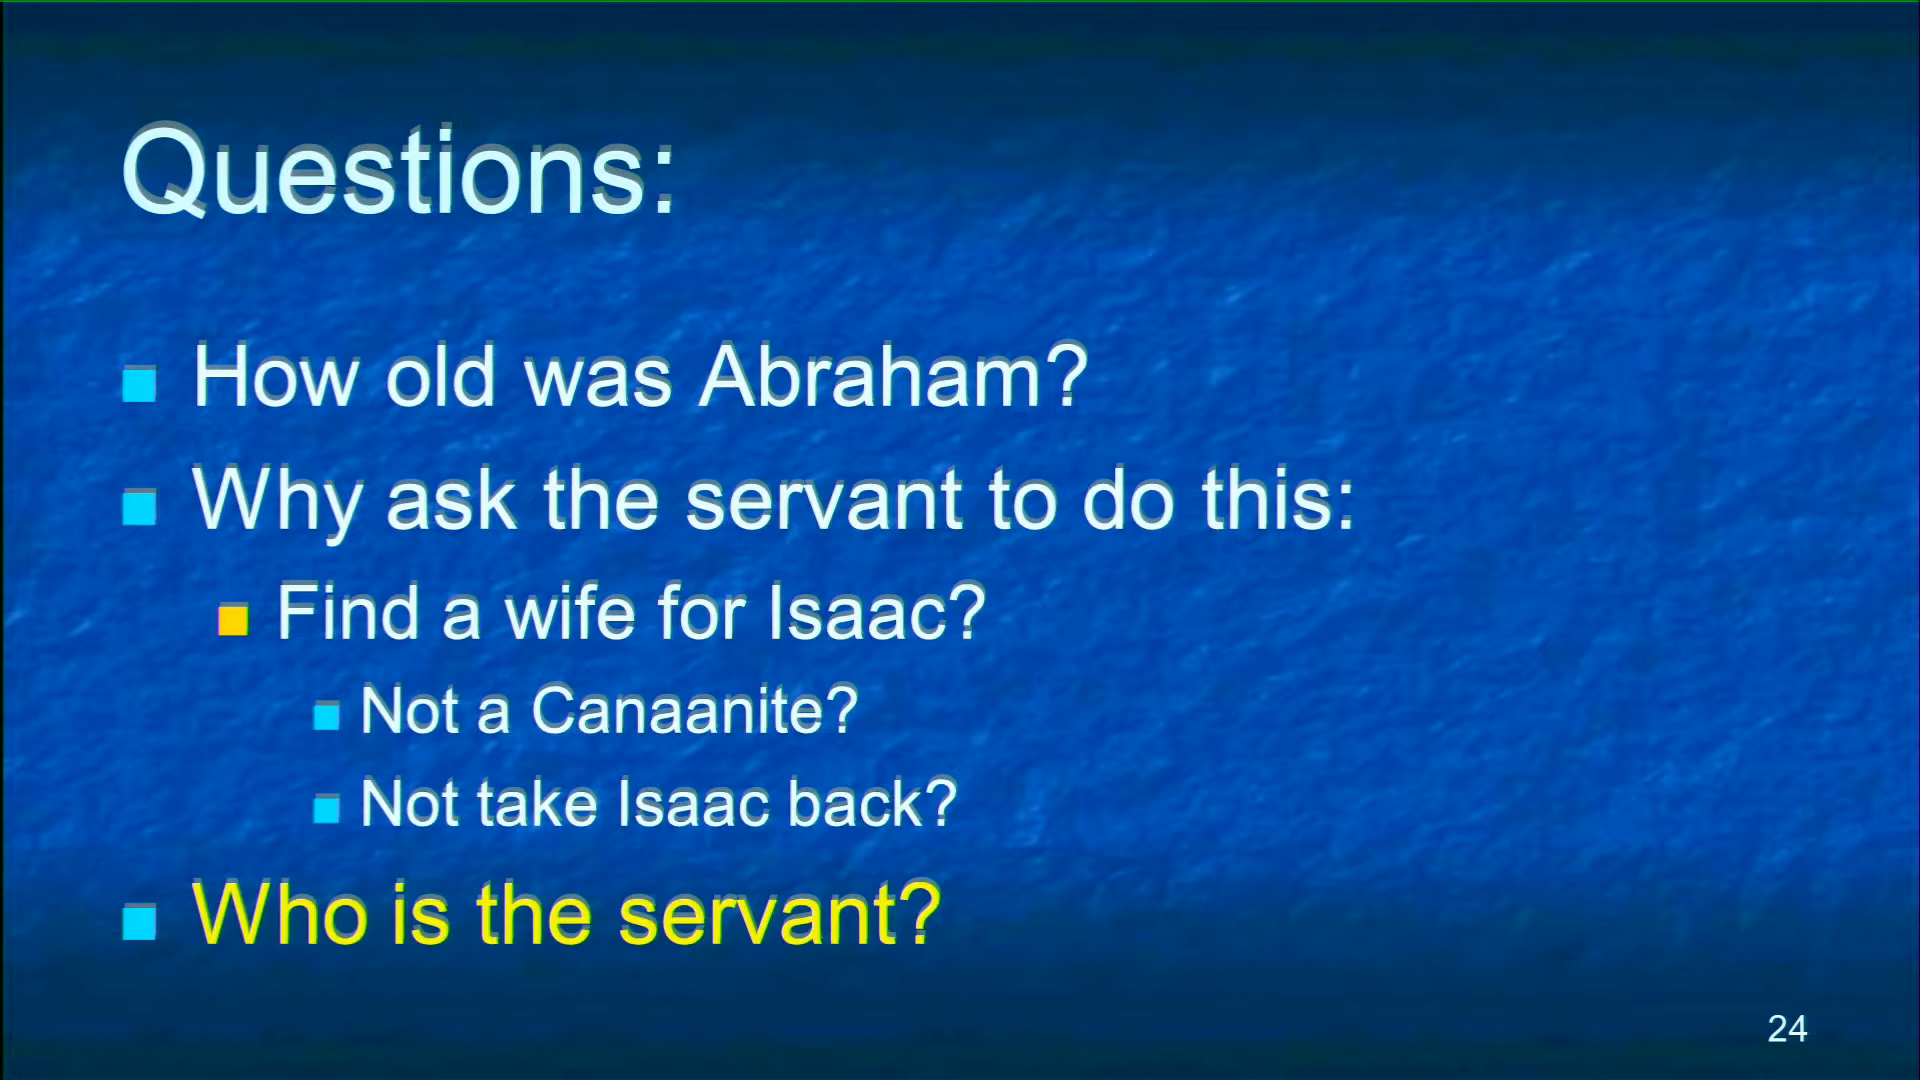 Questions:
How old was Abraham?
Why ask the servant to do this:
Find a wife for Isaac?
Not a Canaanite?
Not take Isaac back?
Who is the servant?
24